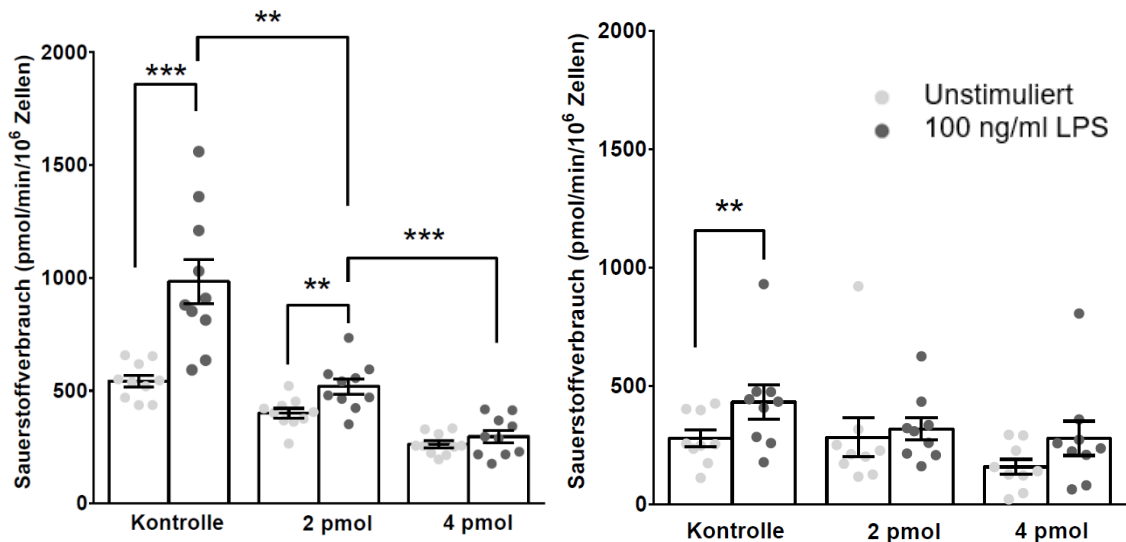 Sauerstoffverbrauch (pmol/min/10⁶ Zellen)
2000
1500
1000
500
0
***
**
**
***
Kontrolle
2 pmol
4 pmol
Sauerstoffverbrauch (pmol/min/10⁶ Zellen)
2000
1500
1000
500
0
**
Unstimuliert
100 ng/ml LPS
Kontrolle
2 pmol
4 pmol